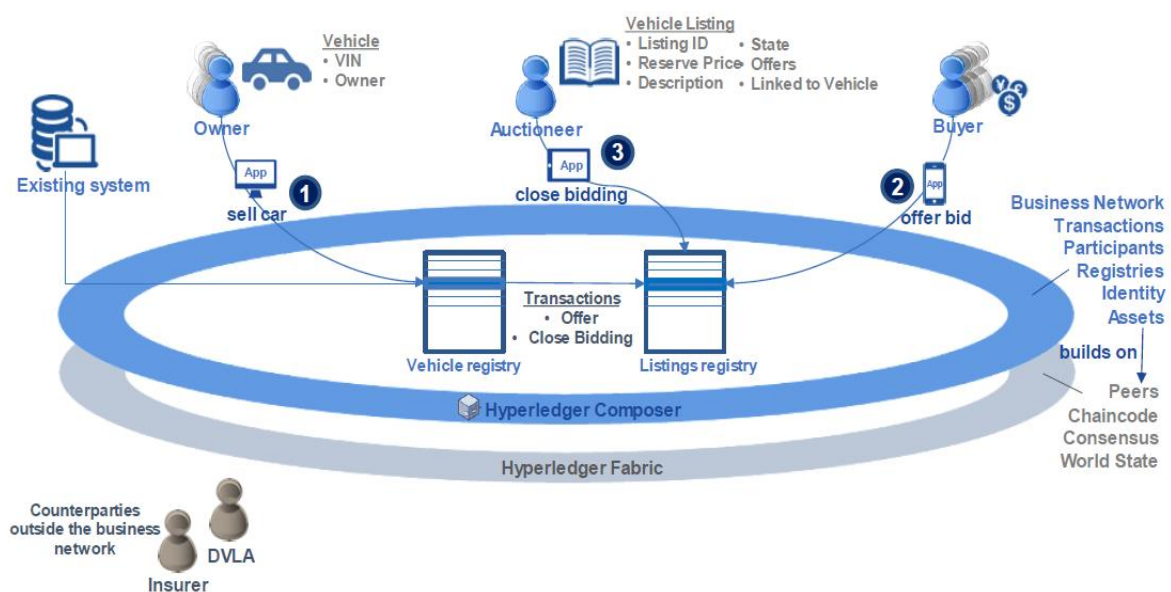 Vehicle
• VIN
• Owner
Owner
Vehicle Listing
• Listing ID
• Reserve Price
• Description
• State
• Offers
• Linked to Vehicle
Auctioneer
¥ £
$
Buyer
Existing system
App
1
sell car
App
3
close bidding
App
2
offer bid
Business Network
Transactions
Participants
Registries
Identity
Assets
builds on
Peers
Chaincode
Consensus
World State
Transactions
• Offer
• Close Bidding
Vehicle registry
Listings registry
Hyperledger Composer
Hyperledger Fabric
Counterparties
outside the business
network
DVLA
Insurer